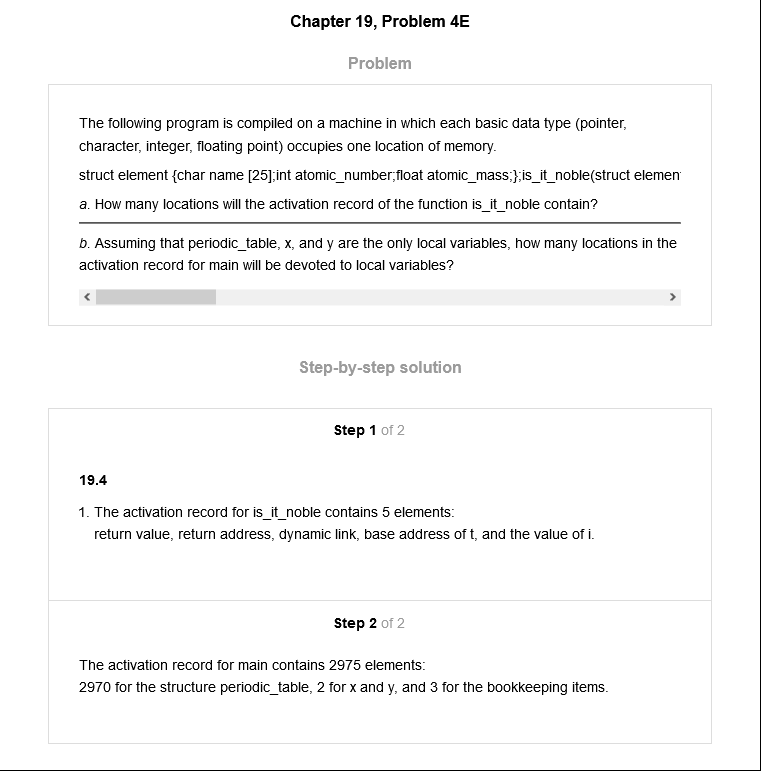 Chapter 19, Problem 4E
Problem
The following program is compiled on a machine in which each basic data type (pointer,
character, integer, floating point) occupies one location of memory.
struct element {char name [25];int atomic_number;float atomic_mass;};is_it_noble(struct elemen
a. How many locations will the activation record of the function is_it_noble contain?
b. Assuming that periodic_table, x, and y are the only local variables, how many locations in the
activation record for main will be devoted to local variables?
Step-by-step solution
Step 1 of 2
19.4
1. The activation record for is_it_noble contains 5 elements:
return value, return address, dynamic link, base address of t, and the value of i.
Step 2 of 2
The activation record for main contains 2975 elements:
2970 for the structure periodic_table, 2 for x and y, and 3 for the bookkeeping items.